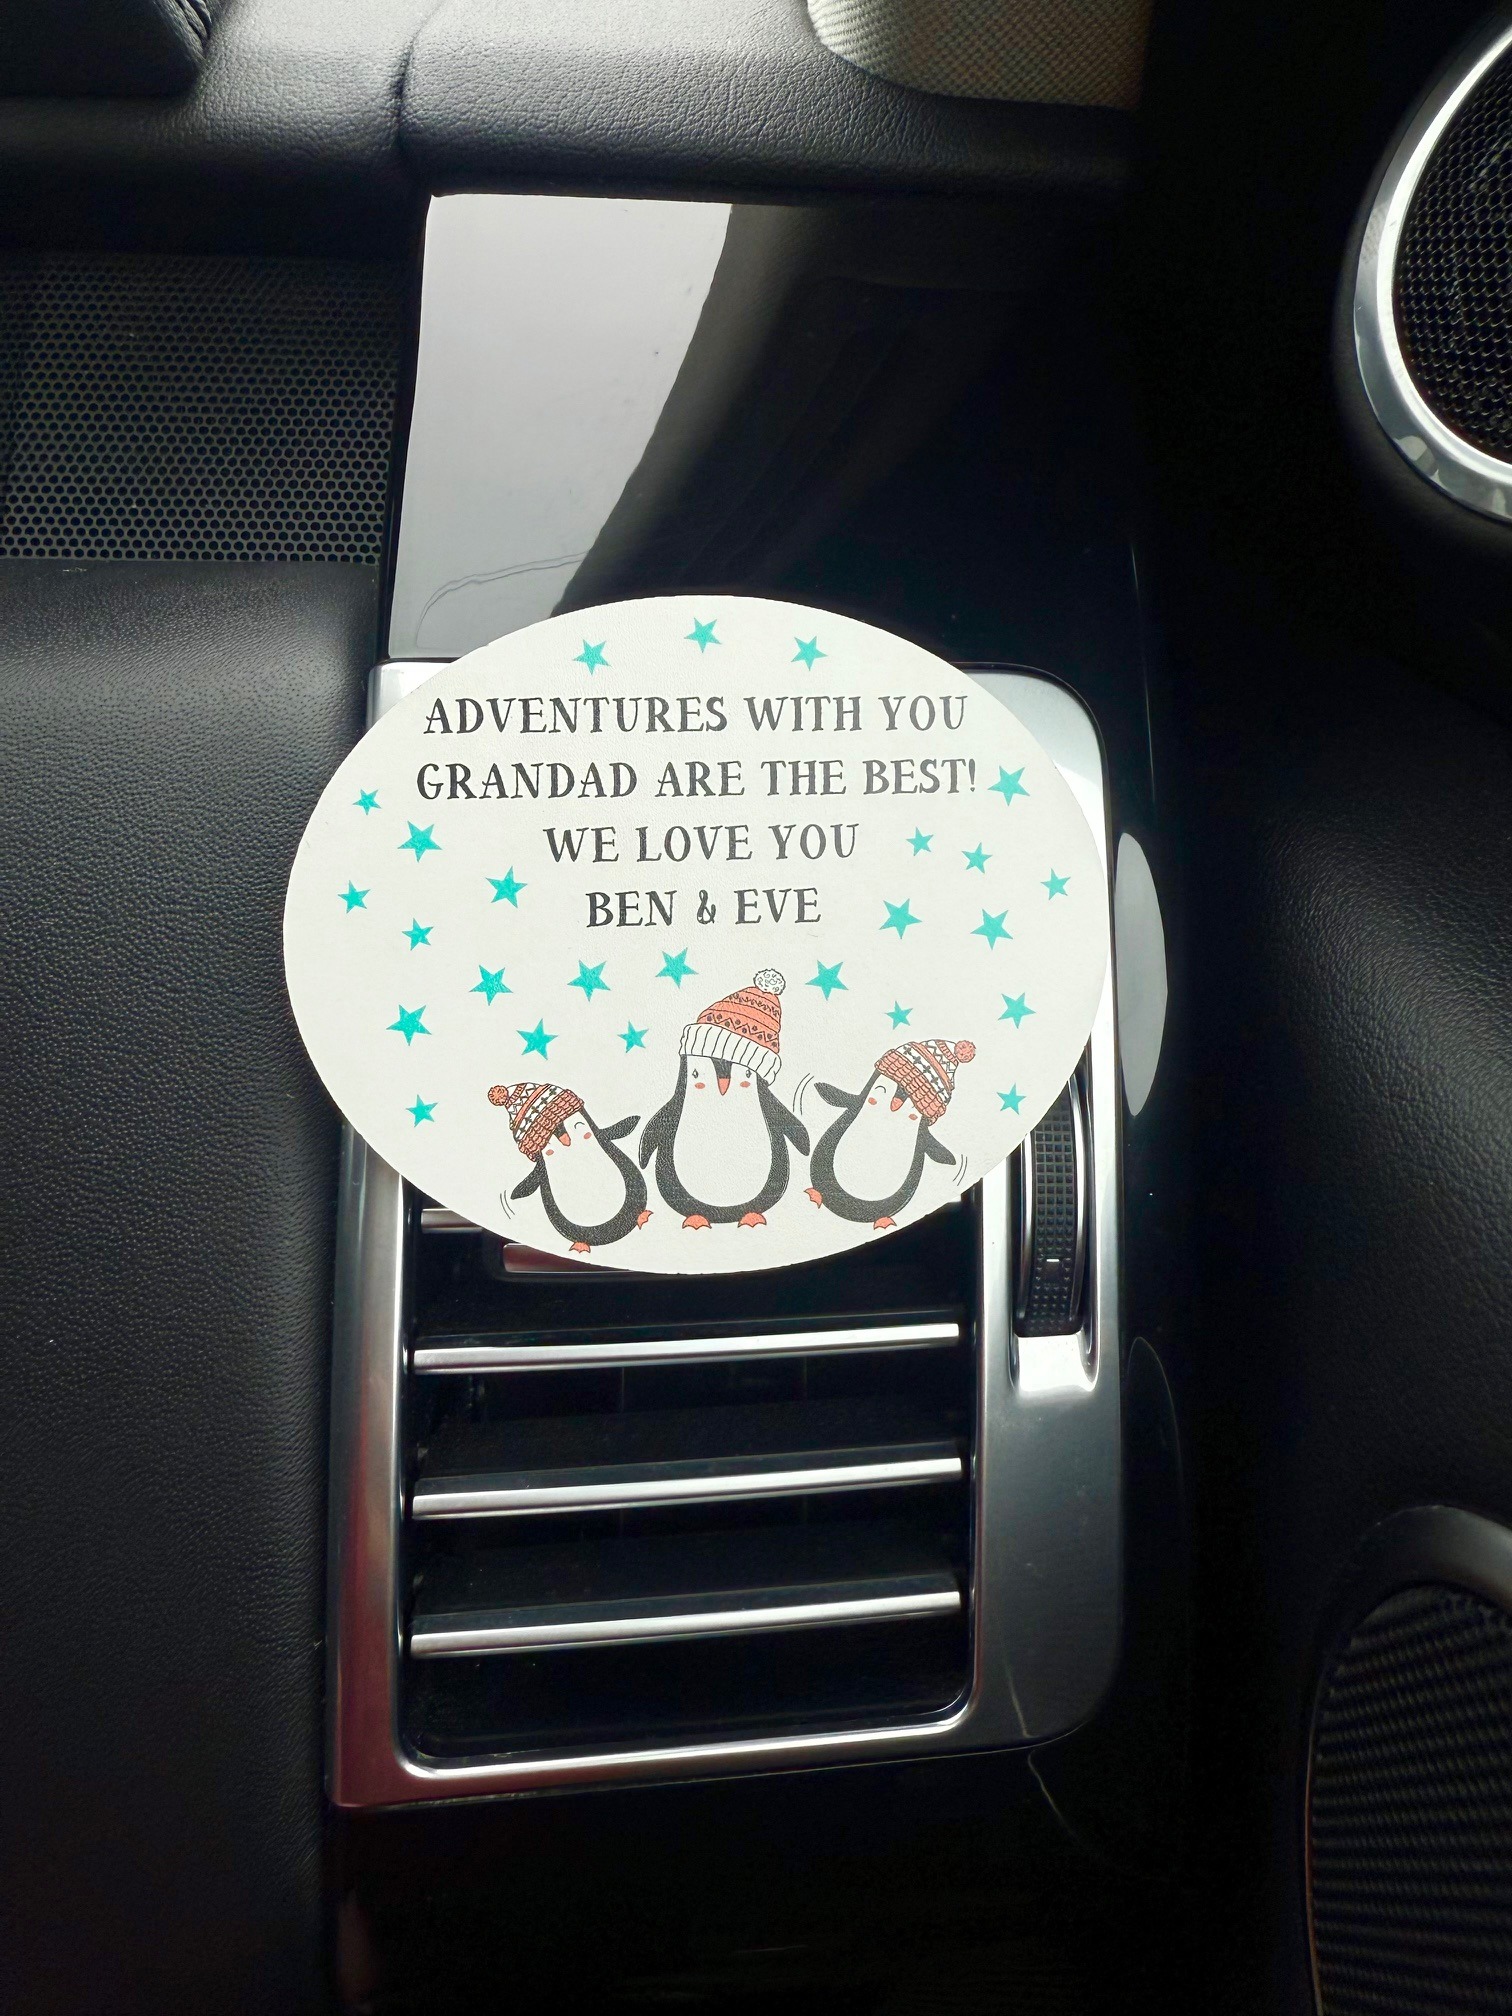 ADVENTURES WITH YOU
GRANDAD ARE THE BEST!
WE LOVE YOU
BEN & EVE